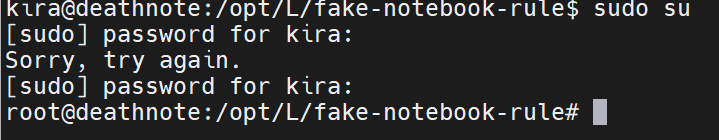 kira@deathnote:/opt/L/fake-notebook-rule$ sudo su
[sudo] password for kira:
Sorry, try again.
[sudo] password for kira:
root@deathnote:/opt/L/fake-notebook-rule#